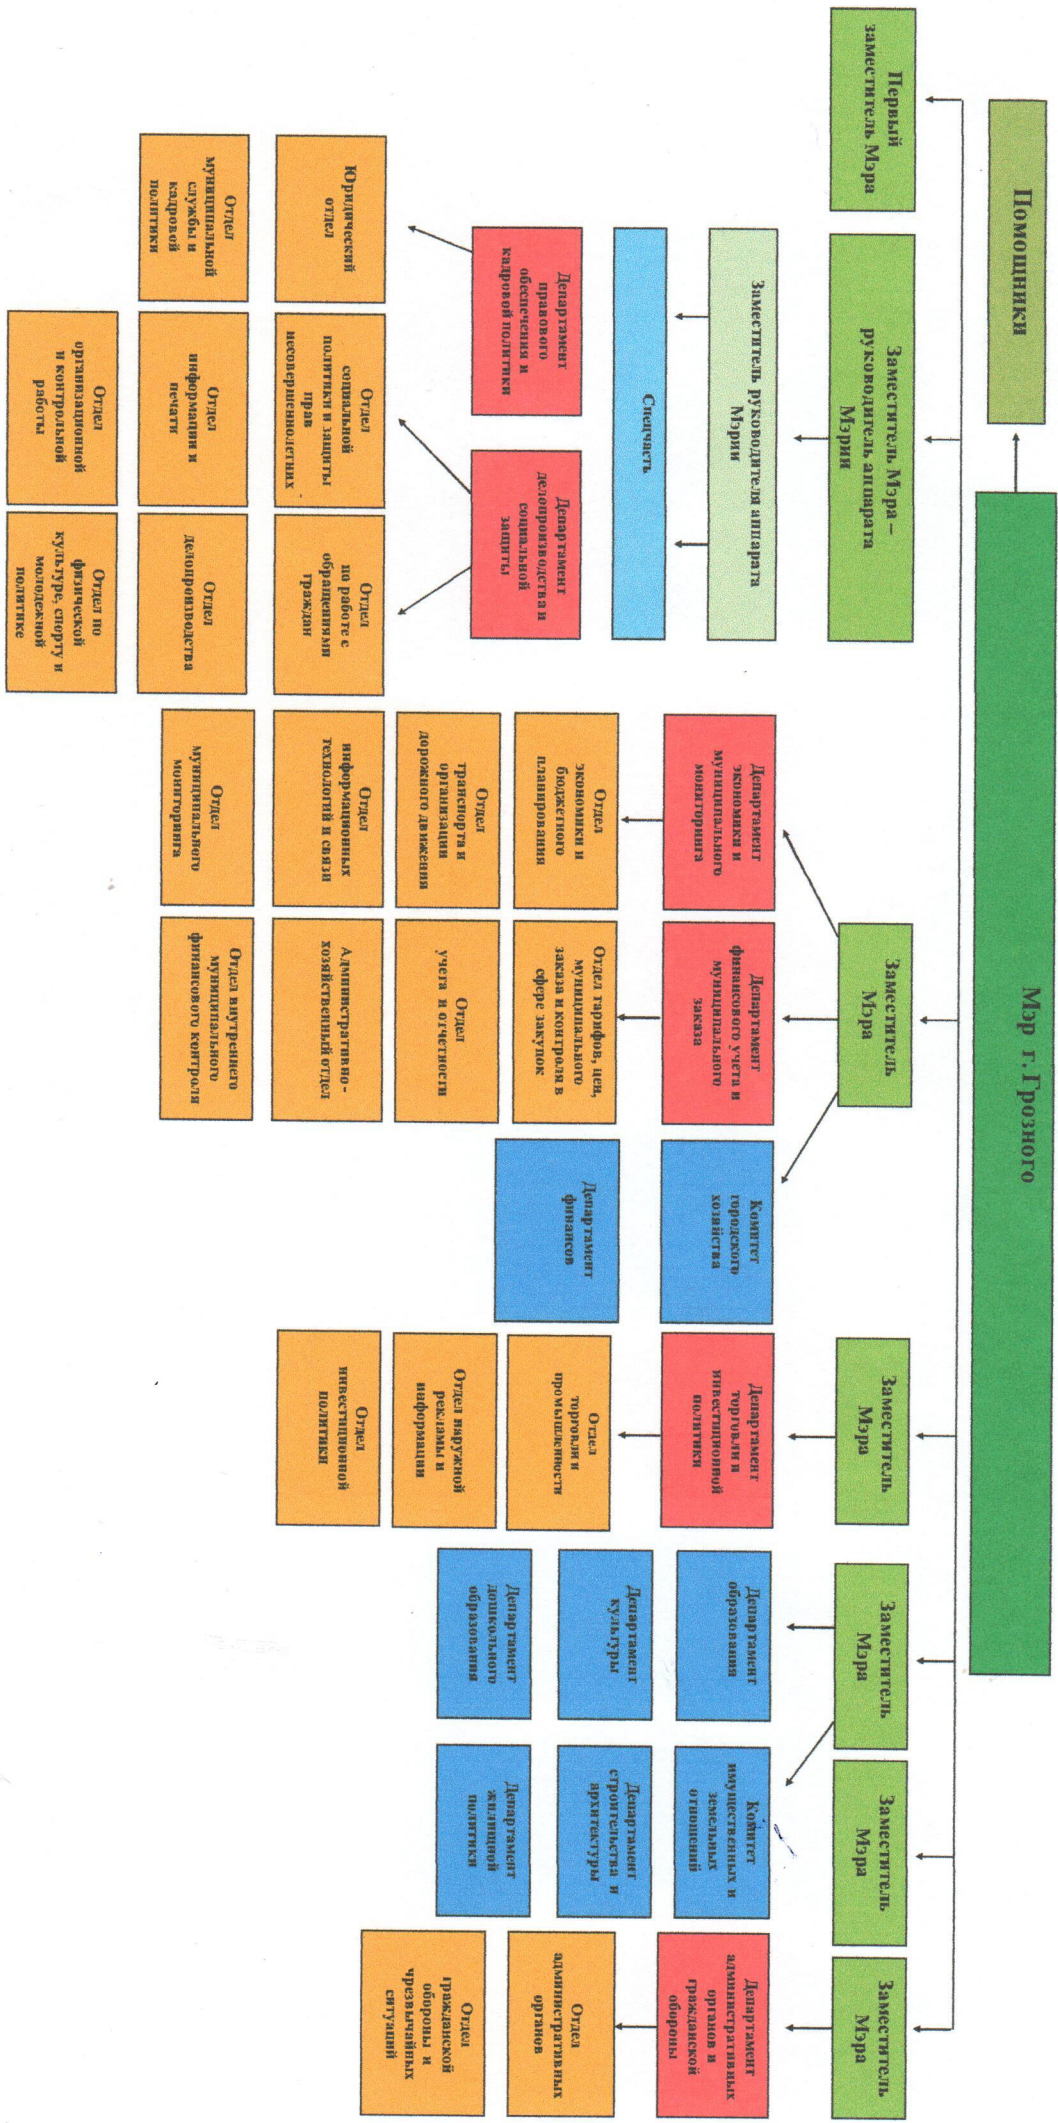 Помощники
Мэр г.Грозного
Первый
заместитель Мэра
Заместитель Мэра –
руководитель аппарата
Мэрии
Заместитель
Мэра
Заместитель
Мэра
Заместитель
Мэра
Заместитель
Мэра
Заместитель
Мэра
Заместитель руководителя аппарата
Мэрии
Спецчасть
Департамент
правового
обеспечения и
кадровой политики
Департамент
делопроизводства и
социальной
защиты
Юридический
отдел
Отдел
социальной
политики и защиты
прав
несовершеннолетних
Отдел
по работе с
обращениями
граждан
Отдел
муниципальной
службы и
кадровой
политики
Отдел
информации и
печати
Отдел
делопроизводства
Отдел
организационной
и контрольной
работы
Отдел по
физической
культуре, спорту и
молодежной
политике
Департамент
экономики и
муниципального
мониторинга
Департамент
финансового учета и
муниципального
заказа
Комитет
городского
хозяйства
Отдел
экономики и
бюджетного
планирования
Отдел тарифов, цен,
муниципального
заказа и контроля в
сфере закупок
Департамент
финансов
Отдел
транспорта и
организации
дорожного движения
Отдел
учета и отчетности
Отдел
информационных
технологий и связи
Административно-
хозяйственный отдел
Отдел
муниципального
мониторинга
Отдел внутреннего
муниципального
финансового контроля
Департамент
торговли и
инвестиционной
политики
Отдел
торговли и
промышленности
Отдел наружной
рекламы и
информации
Отдел
инвестиционной
политики
Департамент
образования
Комитет
имущественных и
земельных
отношений
Департамент
культуры
Департамент
строительства и
архитектуры
Департамент
дошкольного
образования
Департамент
жилищной
политики
Департамент
административных
органов и
гражданской
обороны
Отдел
административных
органов
Отдел
гражданской
обороны и
чрезвычайных
ситуаций